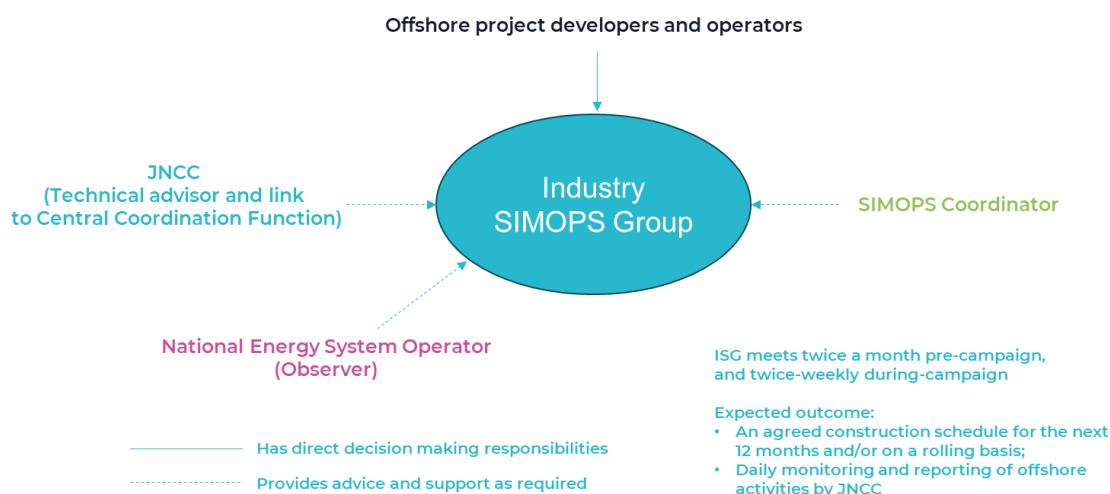 Offshore project developers and operators
JNCC
(Technical advisor and link
to Central Coordination Function)
Industry
SIMOPS Group
SIMOPS Coordinator
National Energy System Operator
(Observer)
ISG meets twice a month pre-campaign,
and twice-weekly during-campaign
Expected outcome:
• An agreed construction schedule for the next
12 months and/or on a rolling basis;
• Daily monitoring and reporting of offshore
activities by JNCC
Has direct decision making responsibilities
Provides advice and support as required